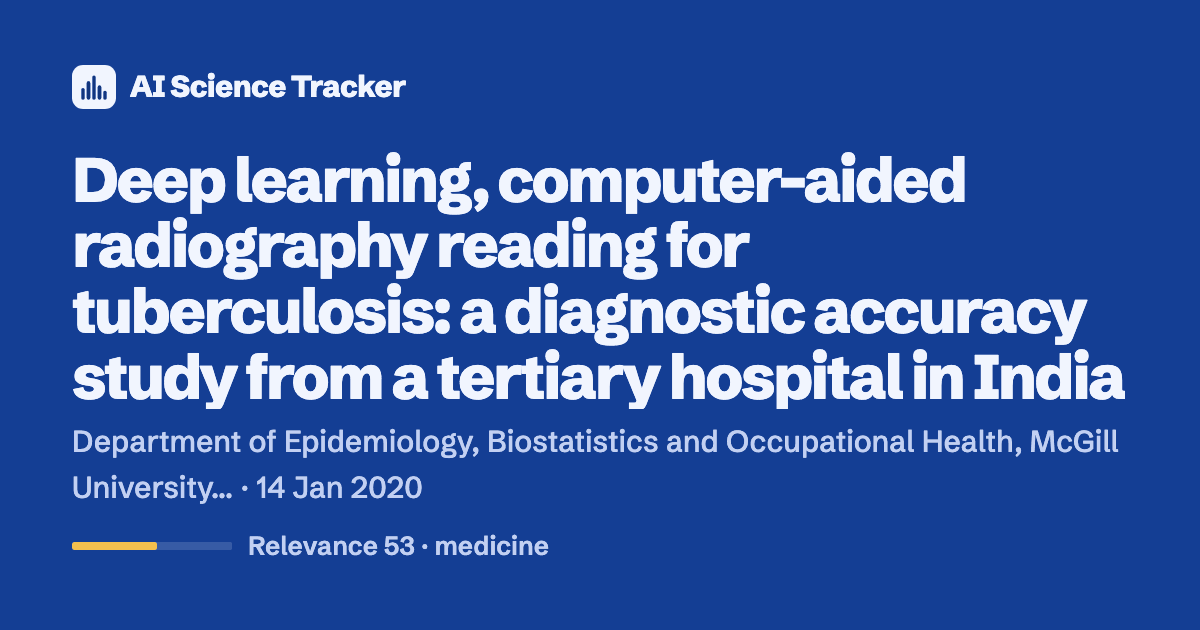 AI Science Tracker
Deep learning, computer-aided
radiography reading for
tuberculosis: a diagnostic accuracy
study from a tertiary hospital in India
Department of Epidemiology, Biostatistics and Occupational Health, McGill
University… · 14 Jan 2020
Relevance 53 · medicine